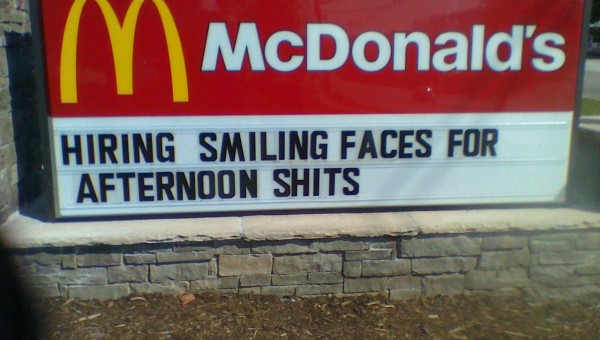 McDonald's
HIRING SMILING FACES FOR
AFTERNOON SHITS